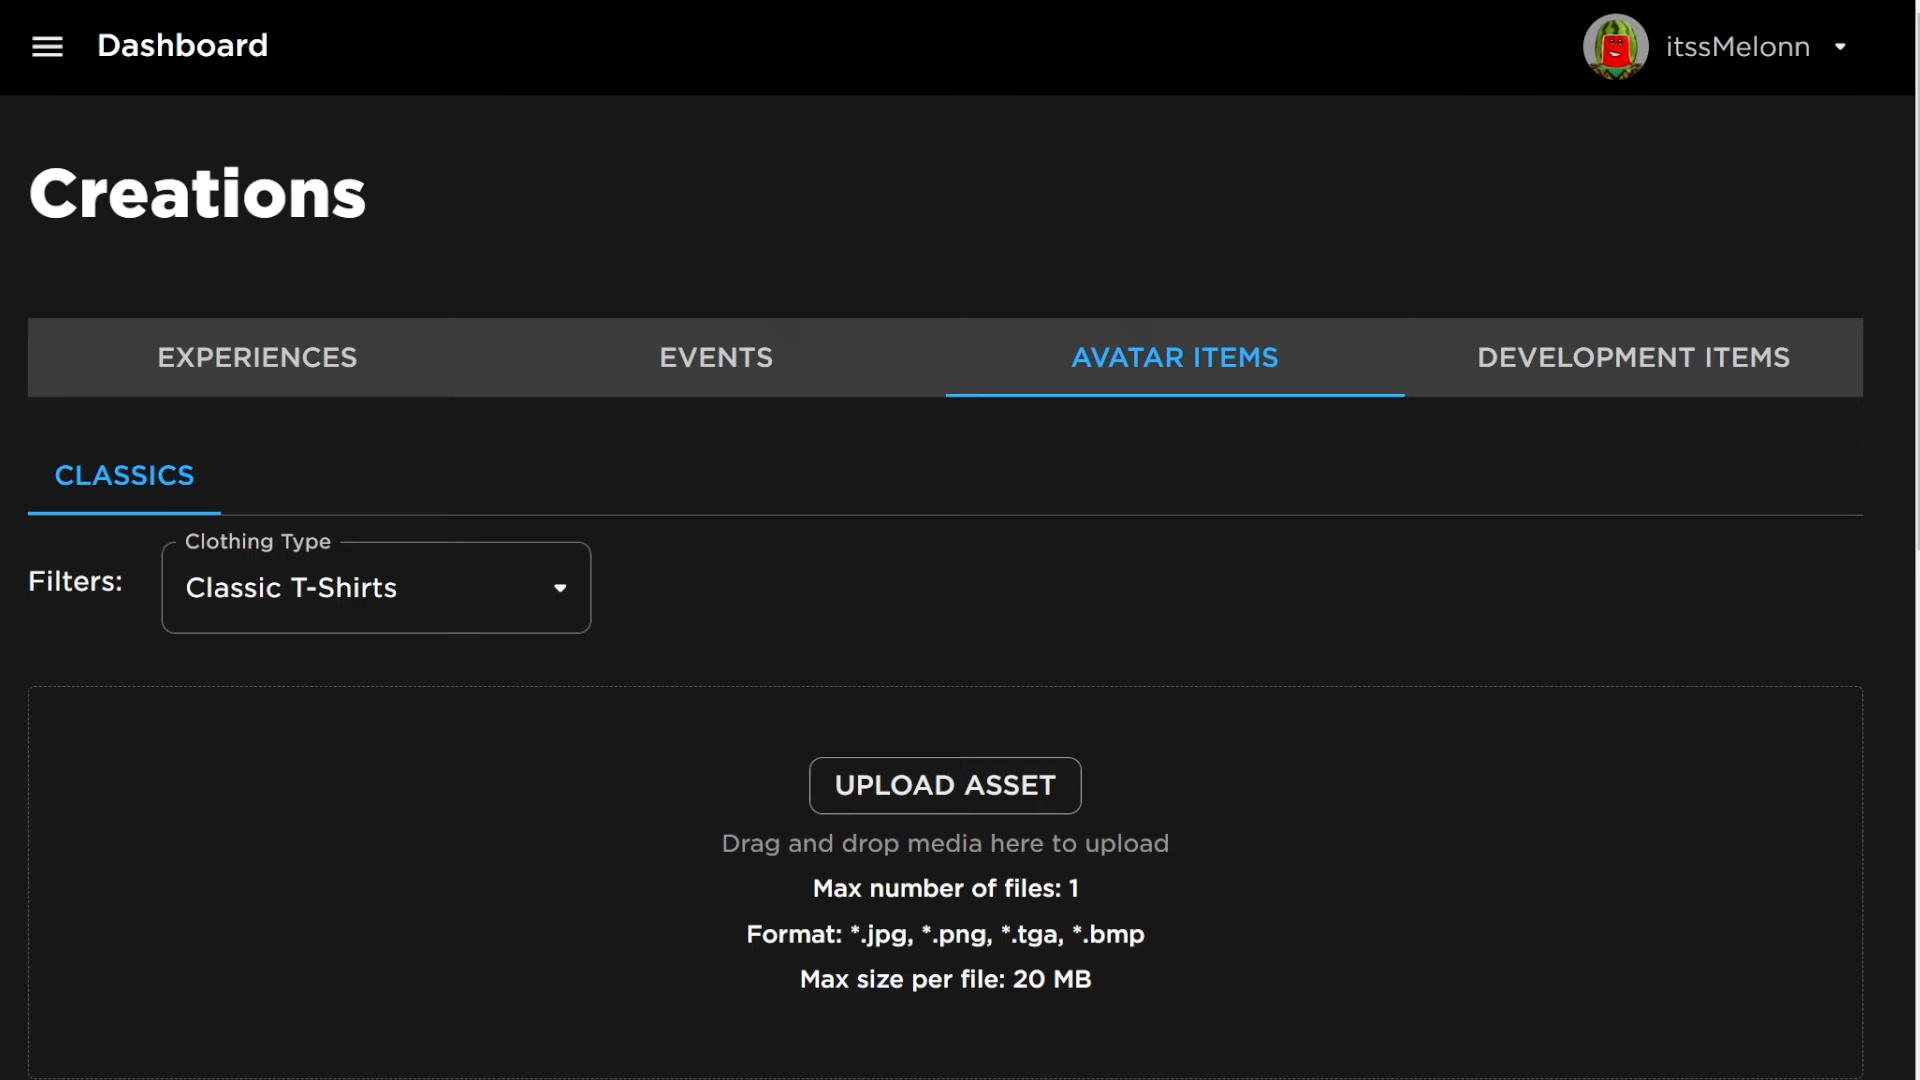 Dashboard
itssMelonn
Creations
EXPERIENCES
EVENTS
AVATAR ITEMS
DEVELOPMENT ITEMS
CLASSICS
Clothing Type
Filters:
Classic T-Shirts
UPLOAD ASSET
Drag and drop media here to upload
Max number of files: 1
Format: *.jpg, *.png, *.tga, *.bmp
Max size per file: 20 MB